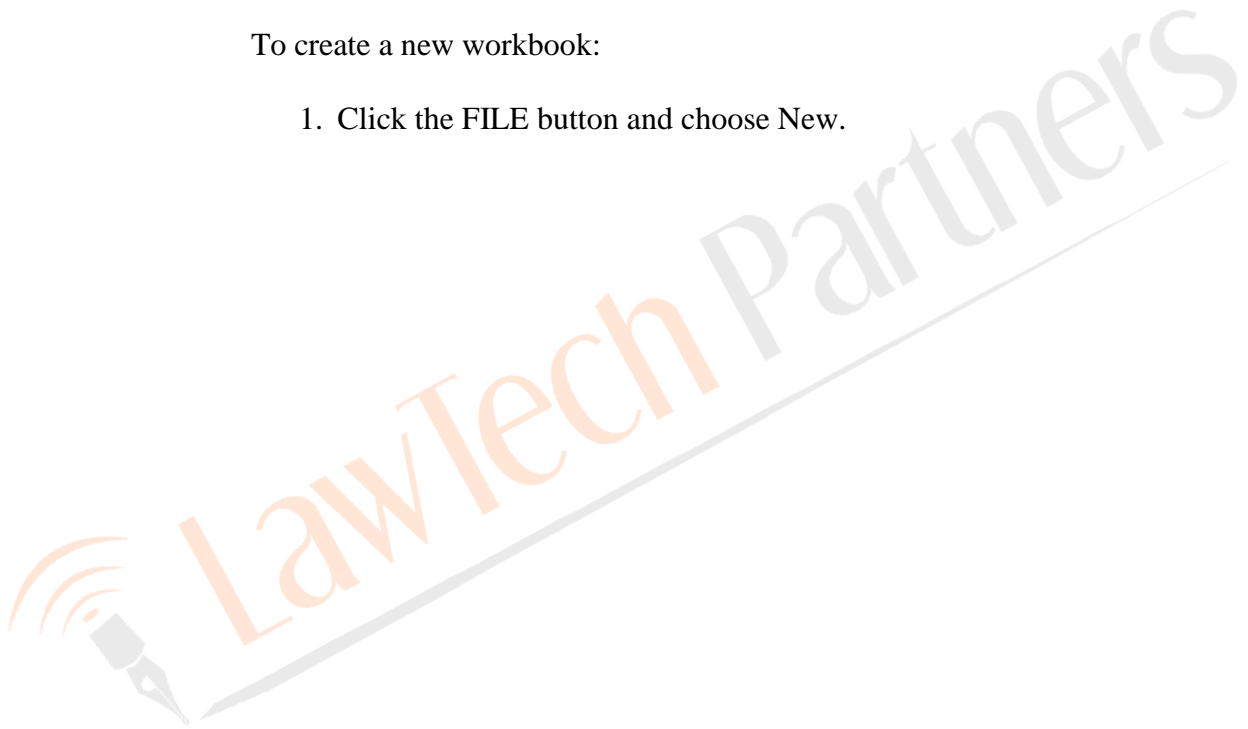 To create a new workbook:
1. Click the FILE button and choose New.
LawTech Partners